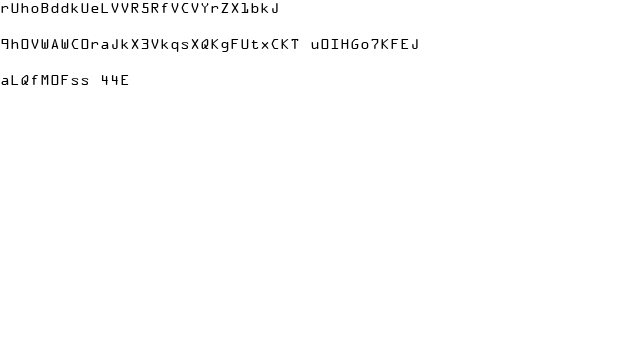 rUhoBddkUeLVVR5RfVCVYrZX1bkJ
9hOVWAWCOraJkX3VkqsXQKgFUtxCKT uOIHGo7KFEJ
aLQfMOFss 44E